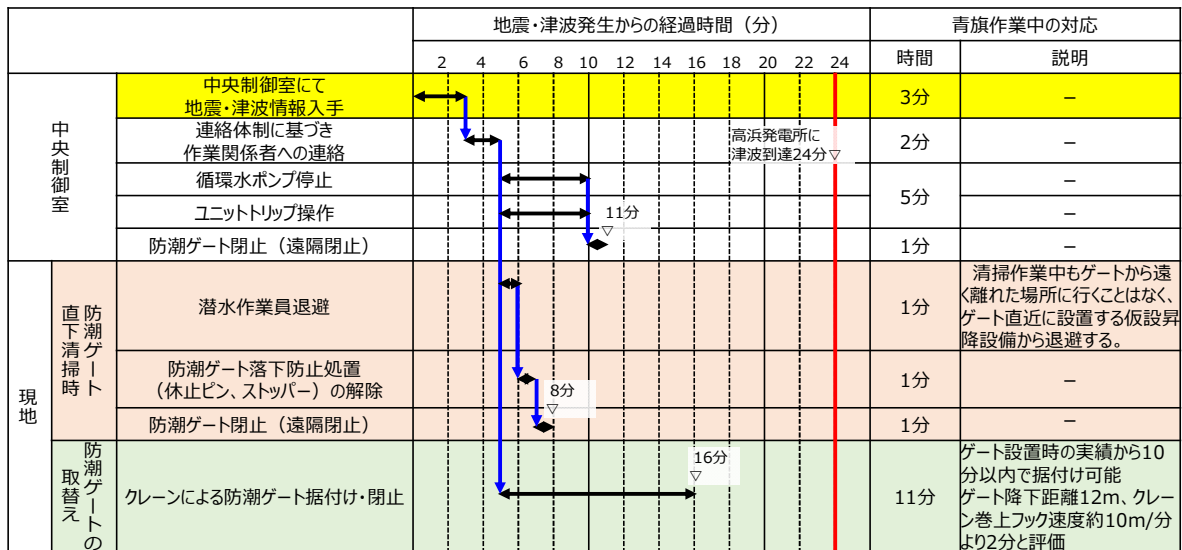 地震・津波発生からの経過時間（分）
青旗作業中の対応
2 4 6 8 10 12 14 16 18 20 22 24
時間
説明
中央制御室
中央制御室にて
地震・津波情報入手
3分
－
連絡体制に基づき
作業関係者への連絡
高浜発電所に
津波到達24分▽
2分
－
循環水ポンプ停止
5分
－
ユニットトリップ操作
11分
▽
－
防潮ゲート閉止（遠隔閉止）
1分
－
現地
防潮ゲート
直下清掃時
潜水作業員退避
1分
清掃作業中もゲートから遠
く離れた場所に行くことはなく、
ゲート直近に設置する仮設昇
降設備から退避する。
防潮ゲート落下防止処置
（休止ピン、ストッパー）の解除
8分
▽
1分
－
防潮ゲート閉止（遠隔閉止）
1分
－
防潮ゲートの
取替え
クレーンによる防潮ゲート据付け・閉止
16分
▽
11分
ゲート設置時の実績から10
分以内で据付け可能
ゲート降下距離12m、クレー
ン巻上フック速度約10m/分
より2分と評価